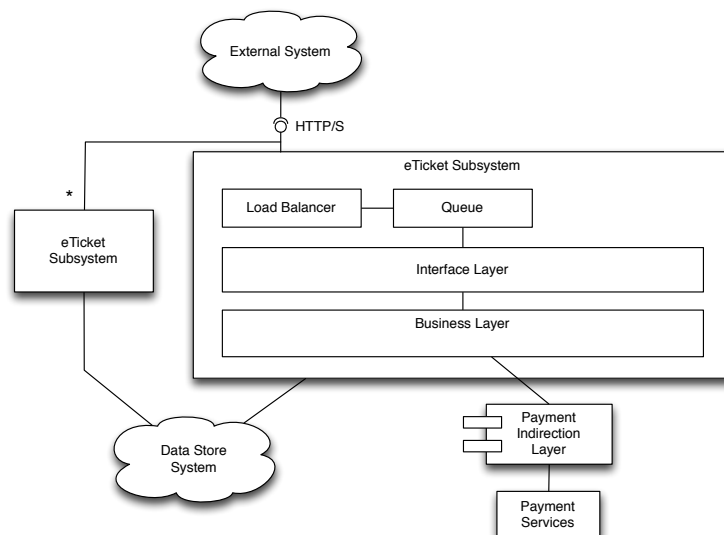 External System
HTTP/S
eTicket Subsystem
Load Balancer
Queue
*
eTicket
Subsystem
Interface Layer
Business Layer
Payment
Indirection
Layer
Data Store
System
Payment
Services